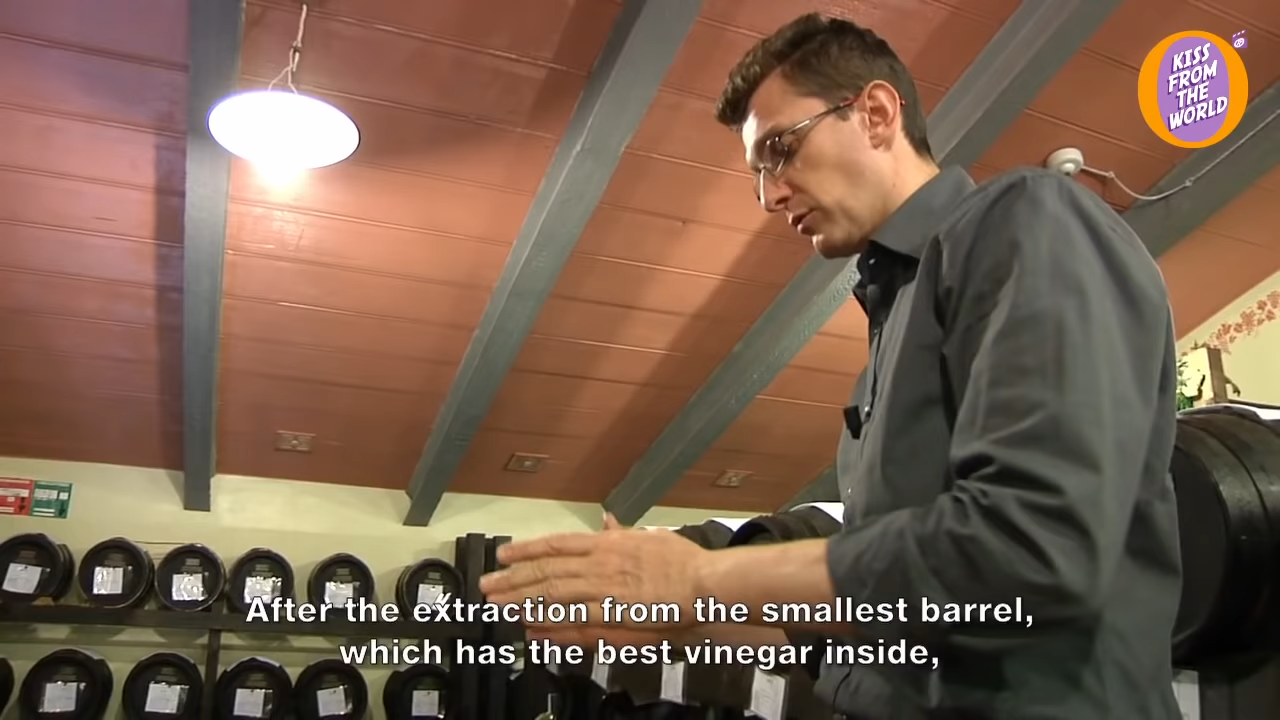 KISS
FROM
THE
WORLD
After the extraction from the smallest barrel,
which has the best vinegar inside,